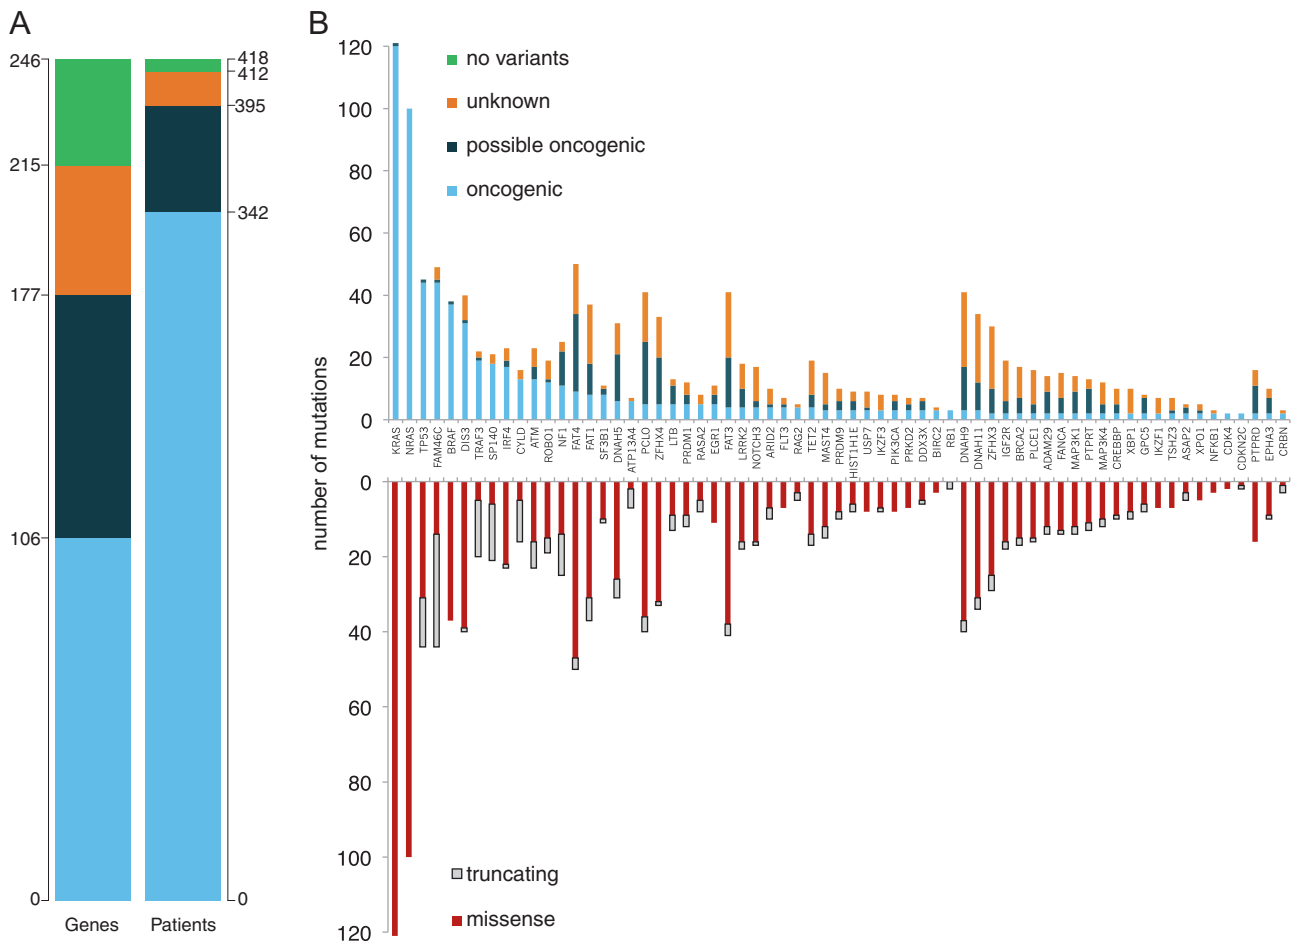 A
B
246
215
177
106
0
418
412
395
342
0
Genes
Patients
number of mutations
120
100
80
60
40
20
0
no variants
unknown
possible oncogenic
oncogenic
KRAS
NRAS
TP53
FAM46C
BRAF
DIS3
TRAF3
SP140
IRF4
CYLD
ATM
ROBO1
NF1
FAT4
FAT1
SF3B1
DNAH5
ATP13A4
PCLO
ZFHX4
LTB
PRDM1
RASA2
EGR1
FAT3
LRRK2
NOTCH3
ARID2
FLT3
RAG2
TET2
MAST4
PRDM9
HIST1H1E
USP7
IKZF3
PIK3CA
PRKD2
DDX3X
BIRC2
RB1
DNAH9
DNAH11
ZFHX3
IGF2R
BRCA2
PLCE1
ADAM29
FANCA
MAP3K1
PTPRT
MAP3K4
CREBBP
XBP1
GPC5
IKZF1
TSHZ3
ASAP2
XPO1
NFKB1
CDK4
CDKN2C
PTPRD
EPHA3
CRBN
0
20
40
60
80
100
120
truncating
missense